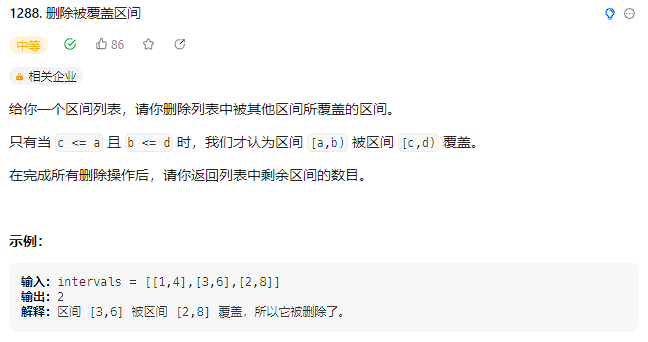 1288. 删除被覆盖区间
中等
86
相关企业
给你一个区间列表，请你删除列表中被其他区间所覆盖的区间。
只有当 c <= a 且 b <= d 时，我们才认为区间 [a,b) 被区间 [c,d) 覆盖。
在完成所有删除操作后，请你返回列表中剩余区间的数目。
示例：
输入：intervals = [[1,4],[3,6],[2,8]]
输出：2
解释：区间 [3,6] 被区间 [2,8] 覆盖，所以它被删除了。